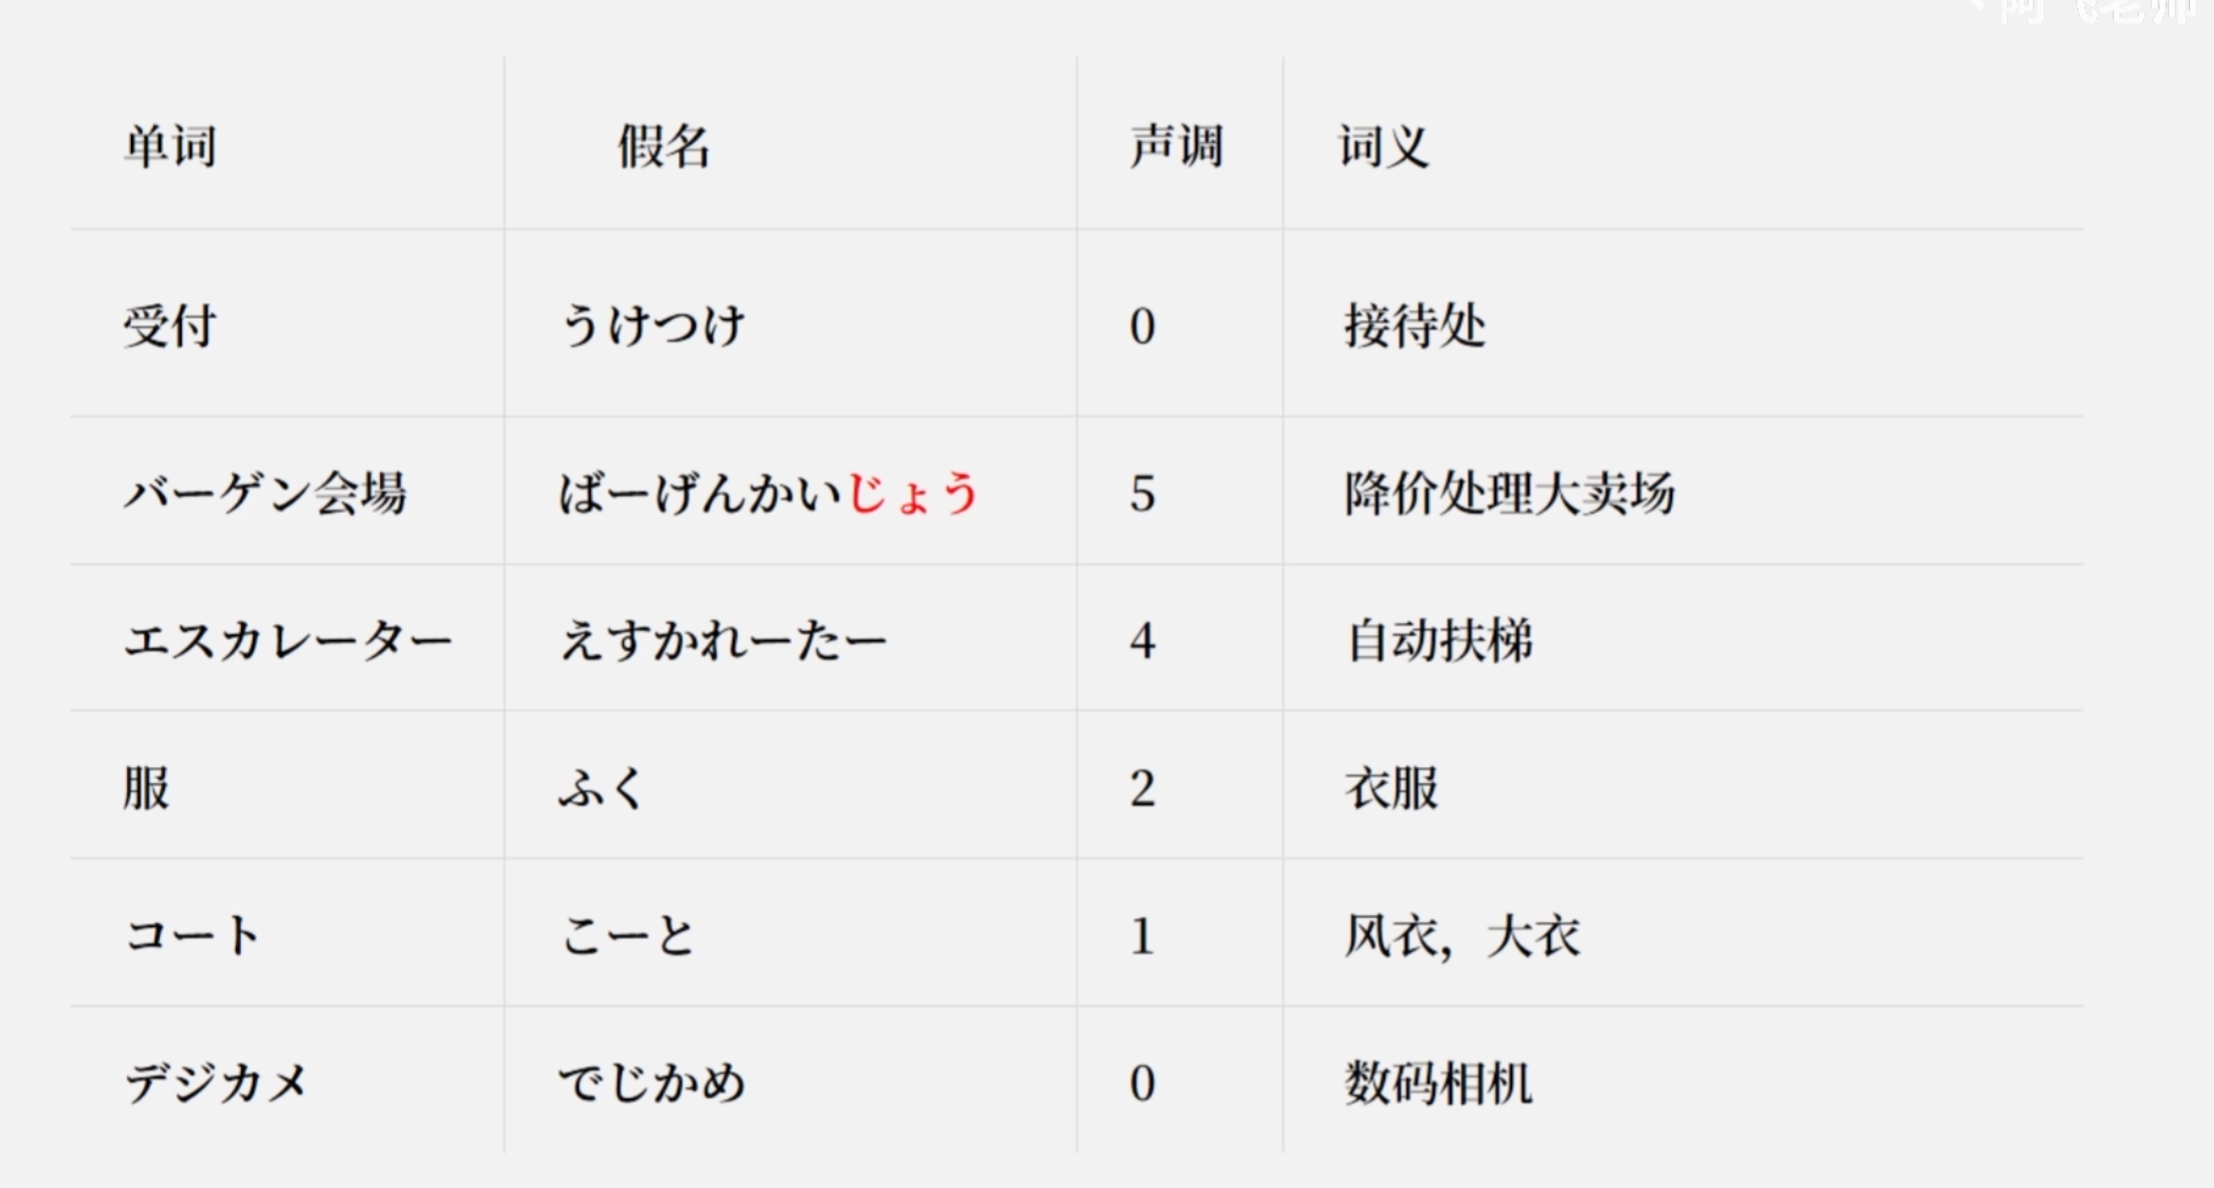 阿飞老师
单词 假名 声调 词义
受付 うけつけ 0 接待处
バーゲン会場 ばーげんかいじょう 5 降价处理大卖场
エスカレーター えすかれーたー 4 自动扶梯
服 ふく 2 衣服
コート こーと 1 风衣，大衣
デジカメ でじかめ 0 数码相机